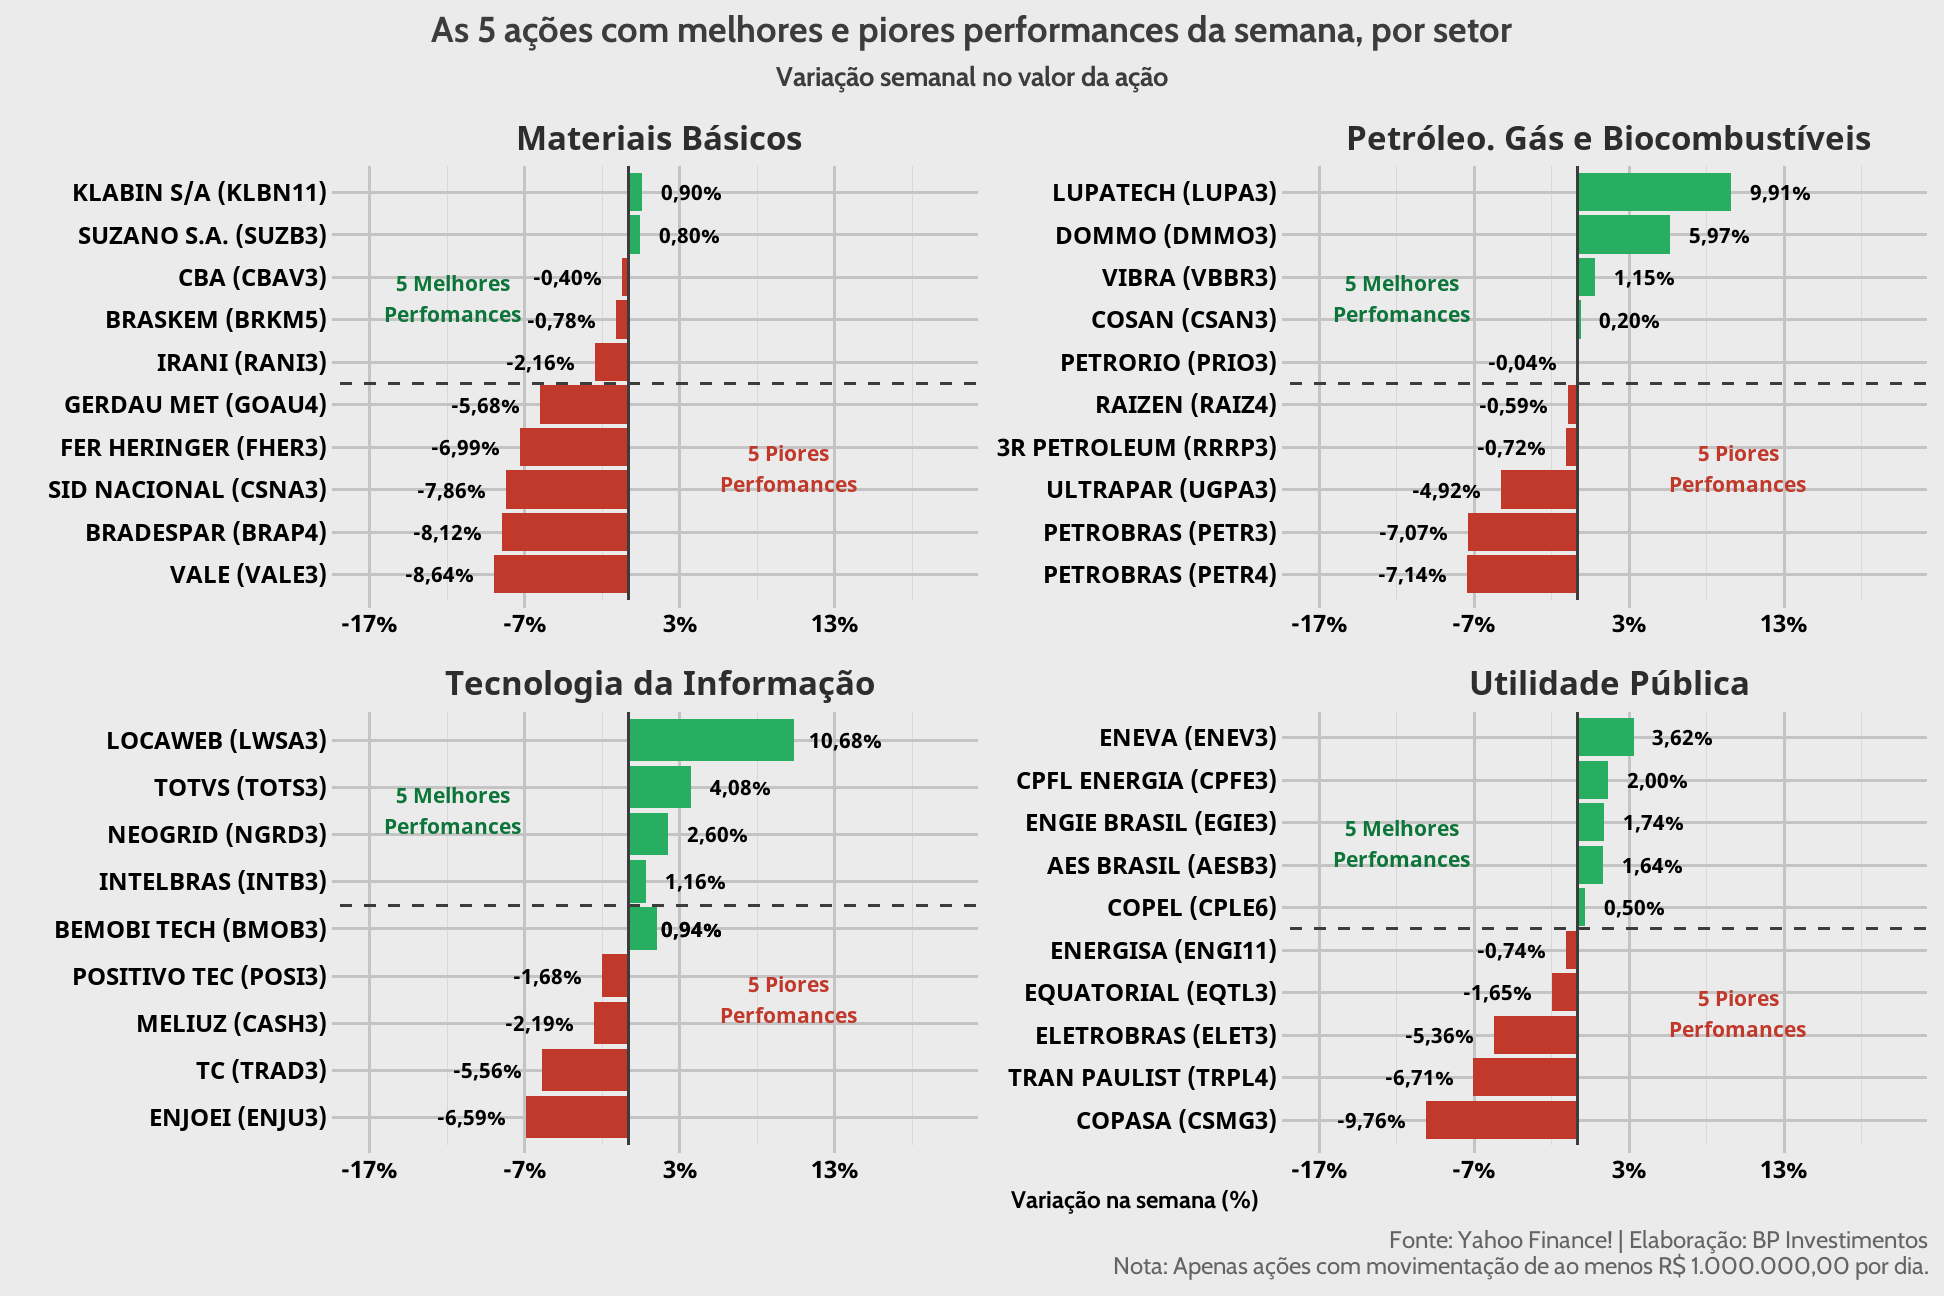 As 5 ações com melhores e piores performances da semana, por setor
Variação semanal no valor da ação
Materiais Básicos
KLABIN S/A (KLBN11) 0,90%
SUZANO S.A. (SUZB3) 0,80%
CBA (CBAV3) -0,40%
BRASKEM (BRKM5) -0,78%
IRANI (RANI3) -2,16%
GERDAU MET (GOAU4) -5,68%
FER HERINGER (FHER3) -6,99%
SID NACIONAL (CSNA3) -7,86%
BRADESPAR (BRAP4) -8,12%
VALE (VALE3) -8,64%
5 Melhores
Perfomances
5 Piores
Perfomances
-17% -7% 3% 13%
Petróleo. Gás e Biocombustíveis
LUPATECH (LUPA3) 9,91%
DOMMO (DMMO3) 5,97%
VIBRA (VBBR3) 1,15%
COSAN (CSAN3) 0,20%
PETRORIO (PRIO3) -0,04%
RAIZEN (RAIZ4) -0,59%
3R PETROLEUM (RRRP3) -0,72%
ULTRAPAR (UGPA3) -4,92%
PETROBRAS (PETR3) -7,07%
PETROBRAS (PETR4) -7,14%
5 Melhores
Perfomances
5 Piores
Perfomances
-17% -7% 3% 13%
Tecnologia da Informação
LOCAWEB (LWSA3) 10,68%
TOTVS (TOTS3) 4,08%
NEOGRID (NGRD3) 2,60%
INTELBRAS (INTB3) 1,16%
BEMOBI TECH (BMOB3) 0,94%
POSITIVO TEC (POSI3) -1,68%
MELIUZ (CASH3) -2,19%
TC (TRAD3) -5,56%
ENJOEI (ENJU3) -6,59%
5 Melhores
Perfomances
5 Piores
Perfomances
-17% -7% 3% 13%
Utilidade Pública
ENEVA (ENEV3) 3,62%
CPFL ENERGIA (CPFE3) 2,00%
ENGIE BRASIL (EGIE3) 1,74%
AES BRASIL (AESB3) 1,64%
COPEL (CPLE6) 0,50%
ENERGISA (ENGI11) -0,74%
EQUATORIAL (EQTL3) -1,65%
ELETROBRAS (ELET3) -5,36%
TRAN PAULIST (TRPL4) -6,71%
COPASA (CSMG3) -9,76%
5 Melhores
Perfomances
5 Piores
Perfomances
-17% -7% 3% 13%
Variação na semana (%)
Fonte: Yahoo Finance! | Elaboração: BP Investimentos
Nota: Apenas ações com movimentação de ao menos R$ 1.000.000,00 por dia.